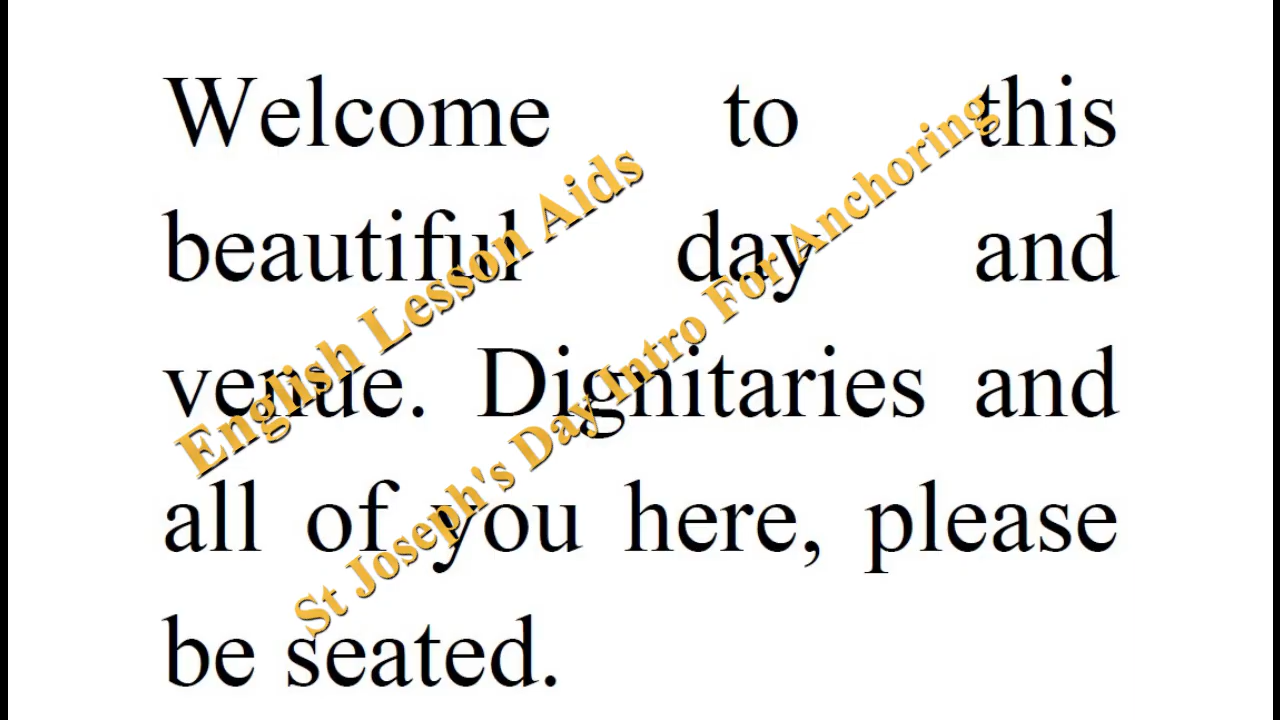 Welcome to this
beautiful day and
venue. Dignitaries and
all of you here, please
be seated.
English Lesson Aids
St Joseph's Day Intro For Anchoring